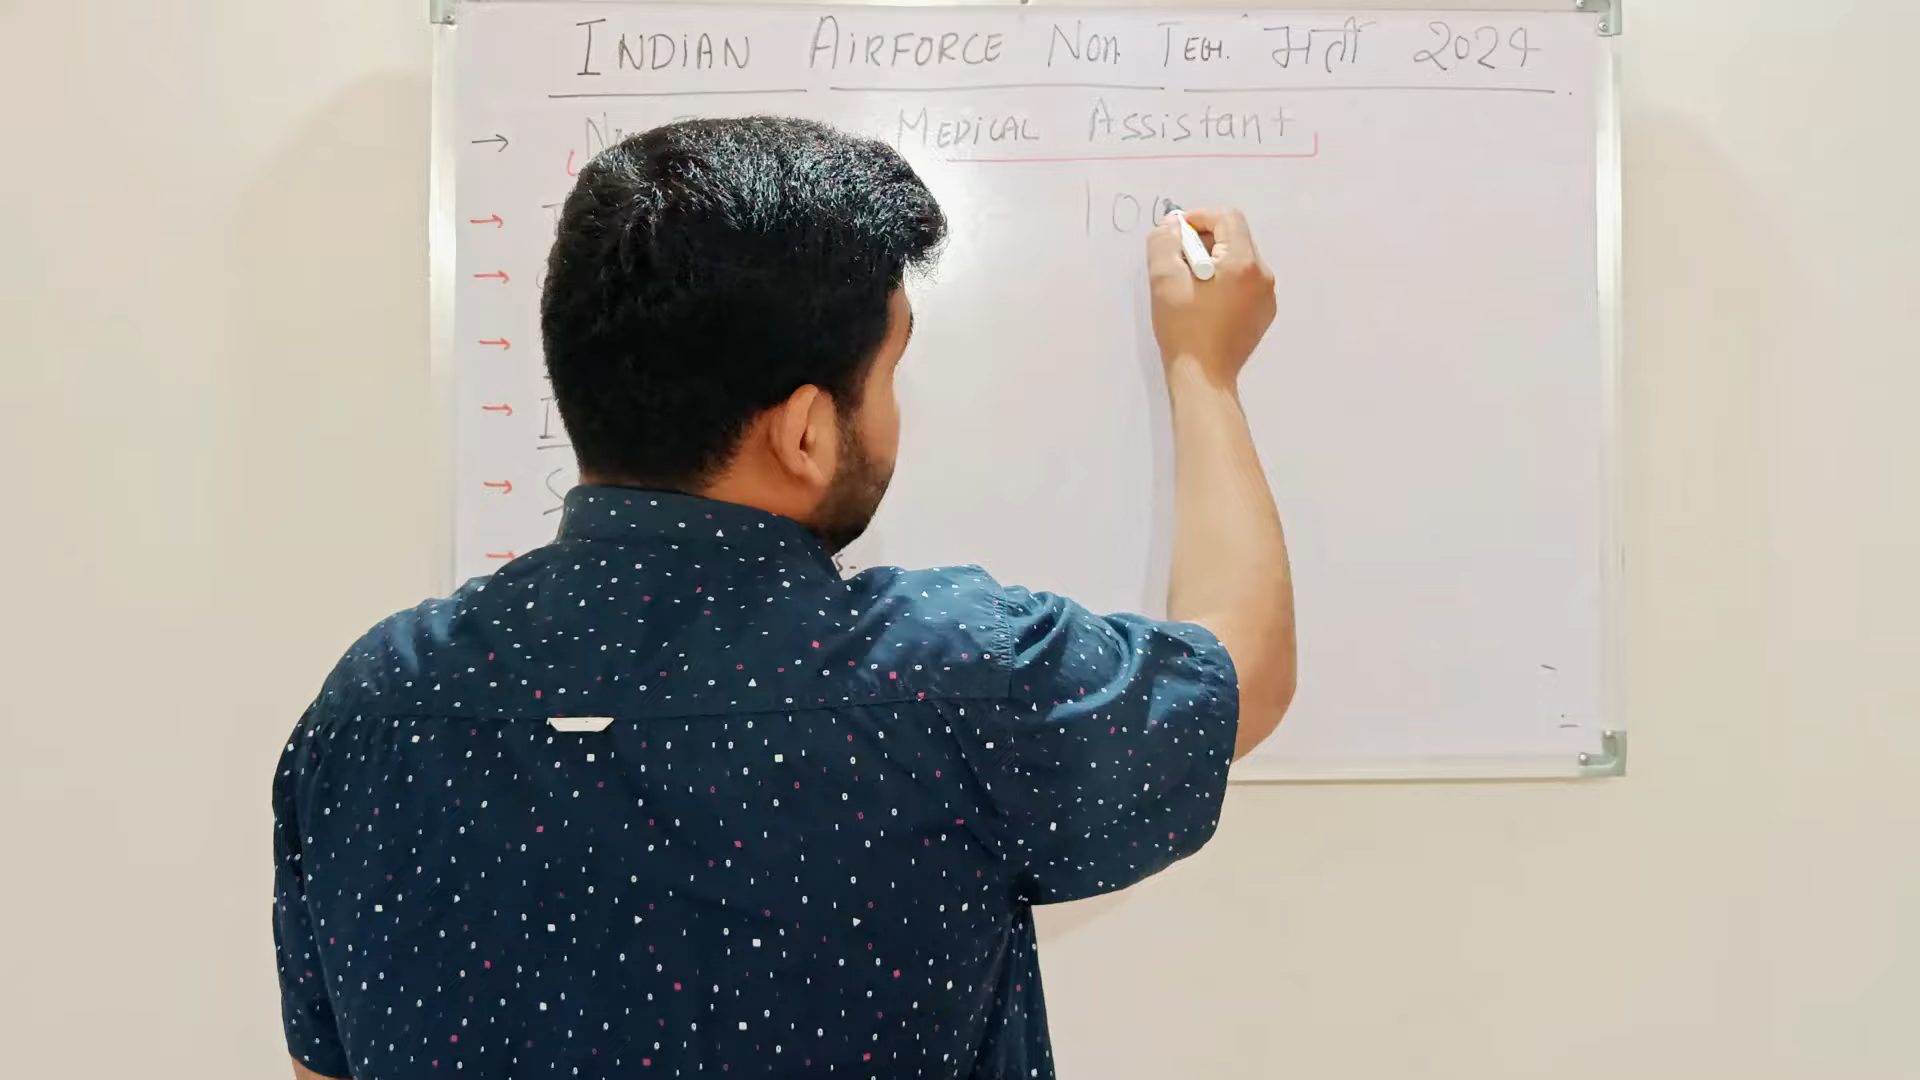 INDIAN AIRFORCE Non TECH. भर्ती 2024
→ MEDICAL Assistant
→ 100
→
→
→ I
→ S
→